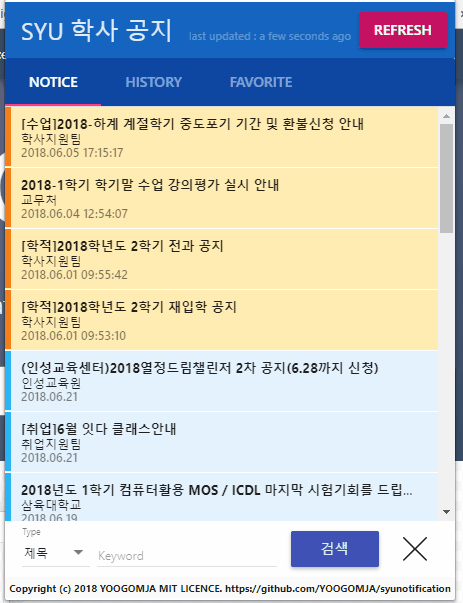 SYU 학사 공지
last updated : a few seconds ago
REFRESH
NOTICE
HISTORY
FAVORITE
[수업]2018-하계 계절학기 중도포기 기간 및 환불신청 안내
학사지원팀
2018.06.05 17:15:17
2018-1학기 학기말 수업 강의평가 실시 안내
교무처
2018.06.04 12:54:07
[학적]2018학년도 2학기 전과 공지
학사지원팀
2018.06.01 09:55:42
[학적]2018학년도 2학기 재입학 공지
학사지원팀
2018.06.01 09:53:10
(인성교육센터)2018열정드림챌린저 2차 공지(6.28까지 신청)
인성교육원
2018.06.21
[취업]6월 잇다 클래스안내
취업지원팀
2018.06.21
2018년도 1학기 컴퓨터활용 MOS / ICDL 마지막 시험기회를 드립...
삼육대학교
2018.06.19
Type
제목
Keyword
검색
Copyright (c) 2018 YOOGOMJA MIT LICENCE. https://github.com/YOOGOMJA/syunotification